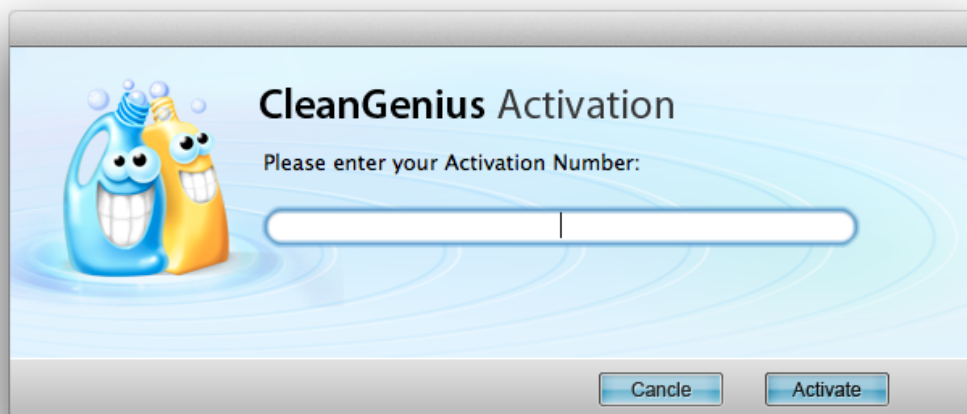 CleanGenius Activation
Please enter your Activation Number:
Cancle Activate